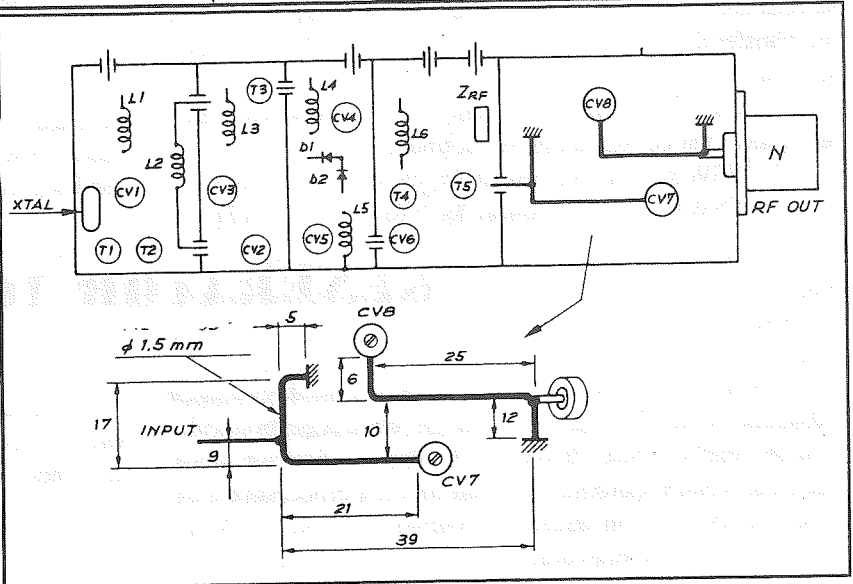 L1
T3
L4
CV4
ZRF
CV8
L3
L2
L6
D1
D2
CV1
CV3
T4
T5
N
XTAL
CV7
L5
RF OUT
T1
T2
CV2
CV5
CV6
CV8
5
ϕ 1.5 mm
25
6
17
INPUT
10
12
9
CV7
21
39